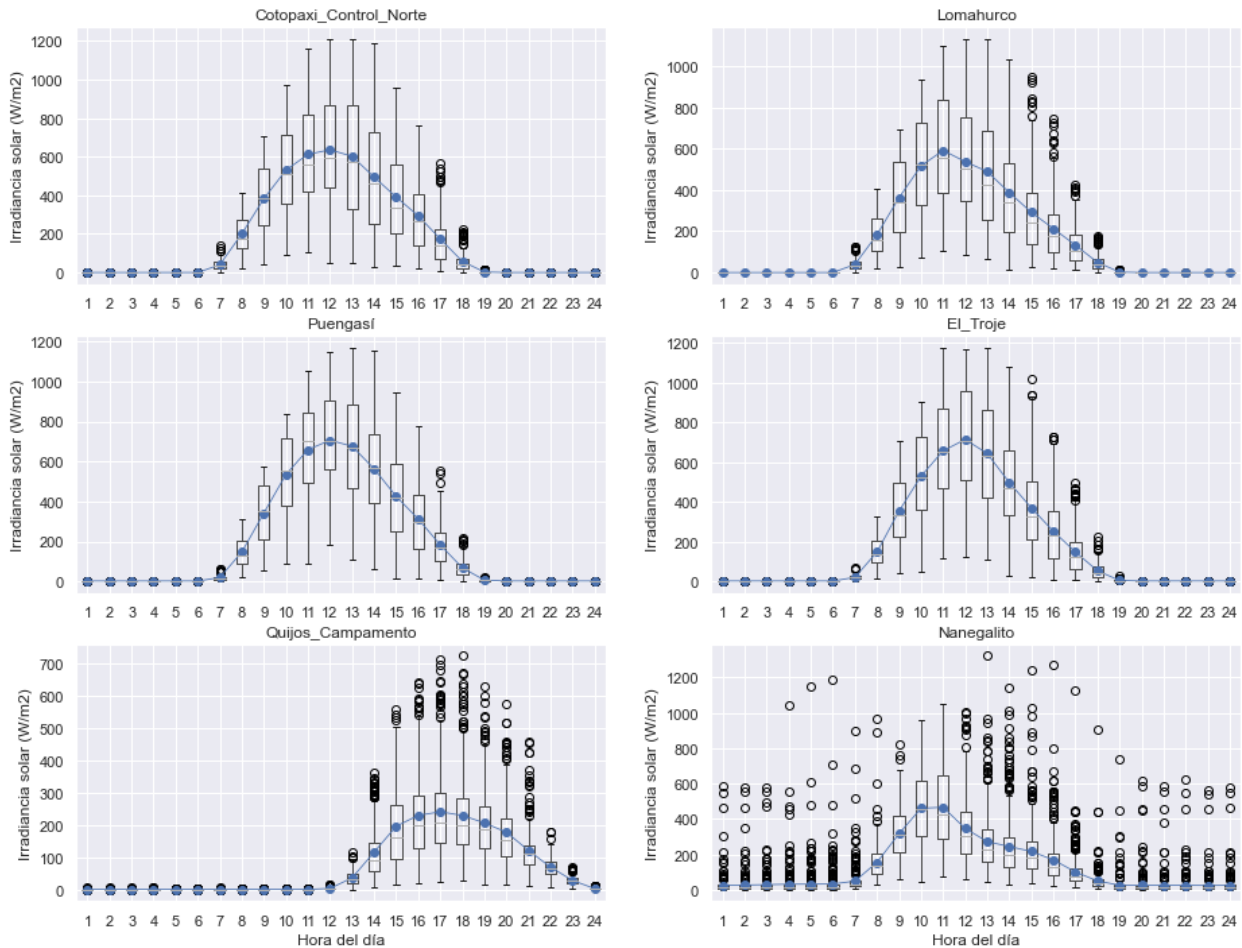 Cotopaxi_Control_Norte
Irradiancia solar (W/m2)
1200
1000
800
600
400
200
0
1 2 3 4 5 6 7 8 9 10 11 12 13 14 15 16 17 18 19 20 21 22 23 24
Lomahurco
Irradiancia solar (W/m2)
1000
800
600
400
200
0
1 2 3 4 5 6 7 8 9 10 11 12 13 14 15 16 17 18 19 20 21 22 23 24
Puengasí
Irradiancia solar (W/m2)
1200
1000
800
600
400
200
0
1 2 3 4 5 6 7 8 9 10 11 12 13 14 15 16 17 18 19 20 21 22 23 24
El_Troje
Irradiancia solar (W/m2)
1200
1000
800
600
400
200
0
1 2 3 4 5 6 7 8 9 10 11 12 13 14 15 16 17 18 19 20 21 22 23 24
Quijos_Campamento
Irradiancia solar (W/m2)
700
600
500
400
300
200
100
0
1 2 3 4 5 6 7 8 9 10 11 12 13 14 15 16 17 18 19 20 21 22 23 24
Hora del día
Nanegalito
Irradiancia solar (W/m2)
1200
1000
800
600
400
200
0
1 2 3 4 5 6 7 8 9 10 11 12 13 14 15 16 17 18 19 20 21 22 23 24
Hora del día